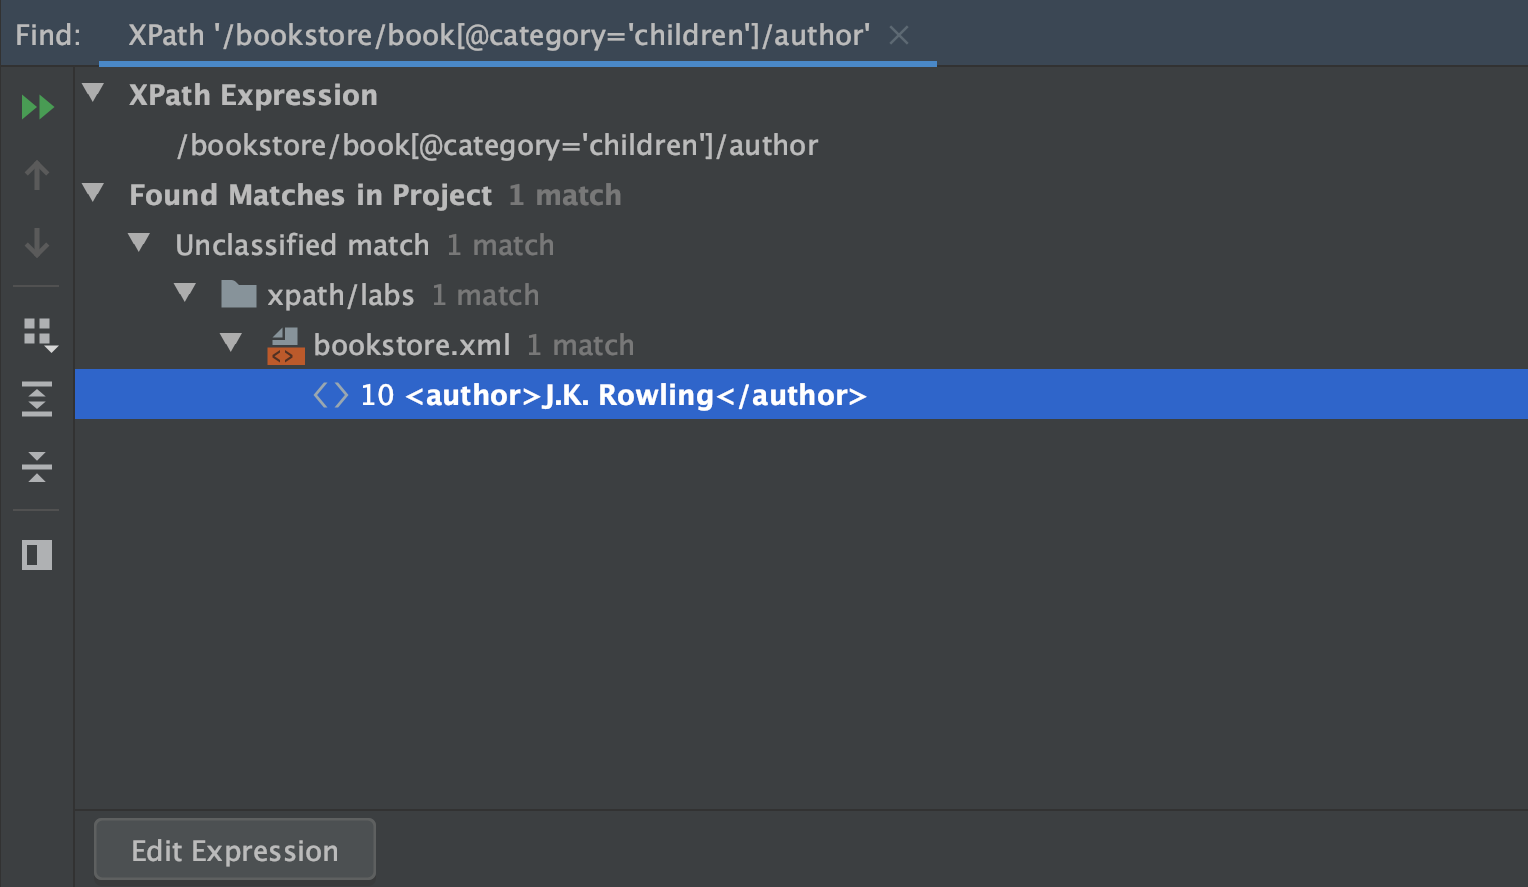 Find: XPath '/bookstore/book[@category='children']/author'
XPath Expression
/bookstore/book[@category='children']/author
Found Matches in Project 1 match
Unclassified match 1 match
xpath/labs 1 match
bookstore.xml 1 match
10 <author>J.K. Rowling</author>
Edit Expression